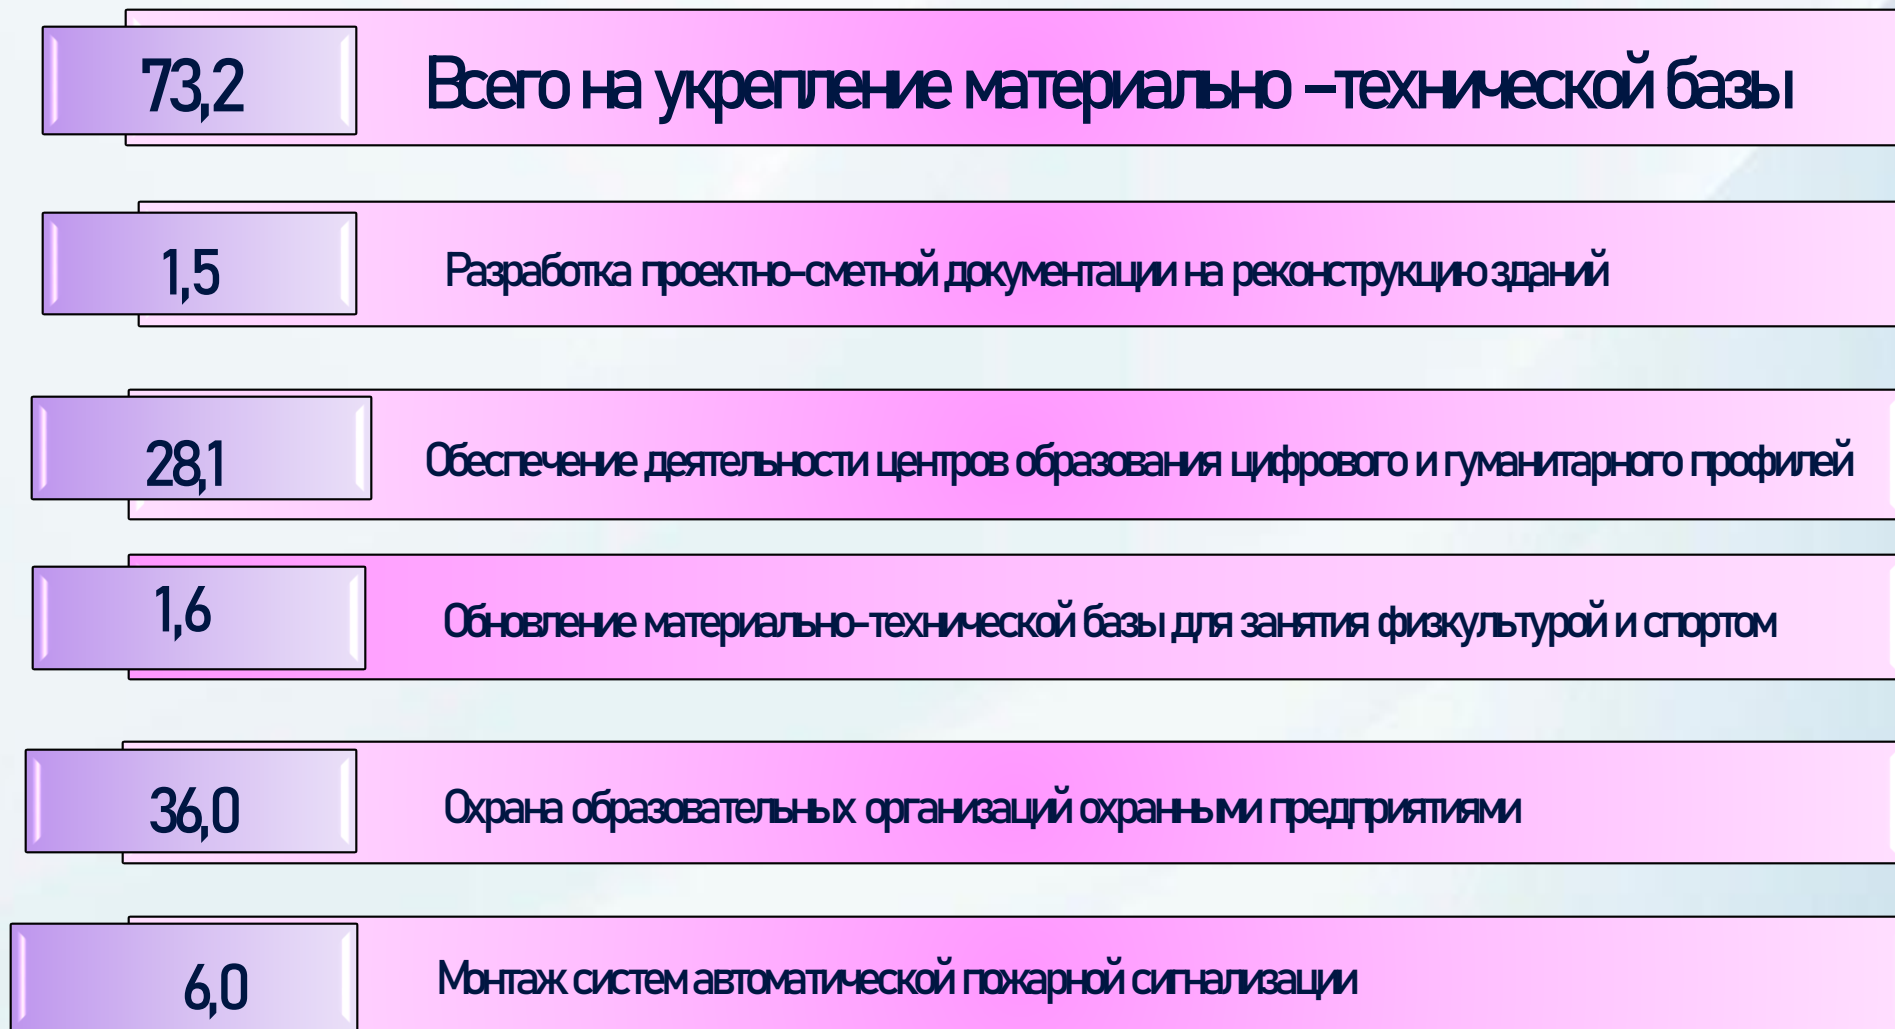 73,2 Всего на укрепление материально –технической базы
1,5 Разработка проектно-сметной документации на реконструкцию зданий
28,1 Обеспечение деятельности центров образования цифрового и гуманитарного профилей
1,6 Обновление материально-технической базы для занятия физкультурой и спортом
36,0 Охрана образовательных организаций охранными предприятиями
6,0 Монтаж систем автоматической пожарной сигнализации